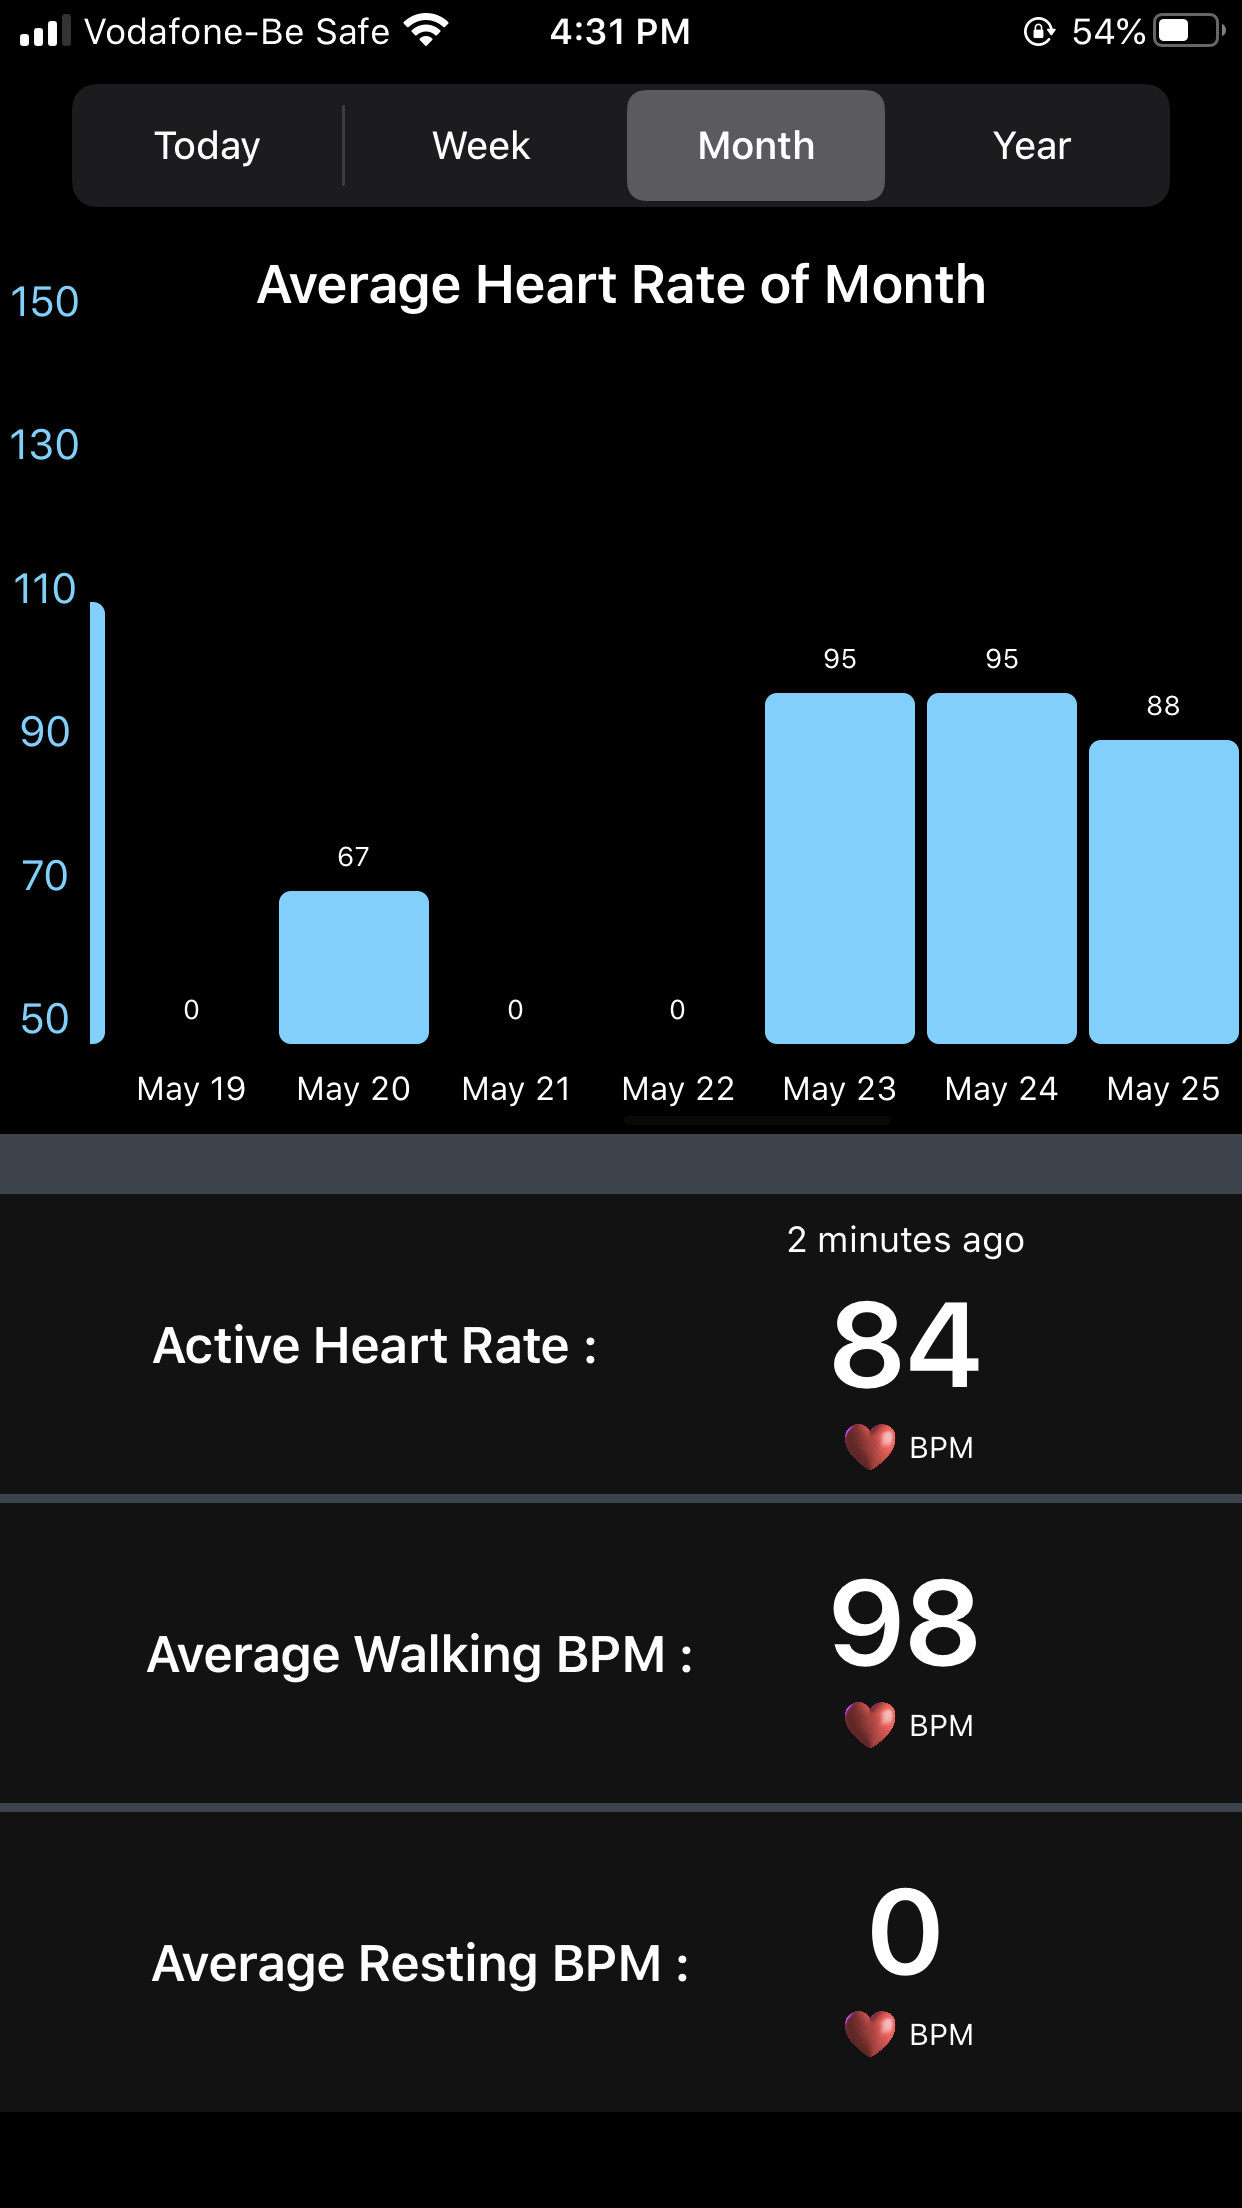 Vodafone-Be Safe 4:31 PM 54%
Today Week Month Year
Average Heart Rate of Month
150
130
110
90
70
50
0 67 0 0 95 95 88
May 19 May 20 May 21 May 22 May 23 May 24 May 25
2 minutes ago
Active Heart Rate : 84
BPM
Average Walking BPM : 98
BPM
Average Resting BPM : 0
BPM